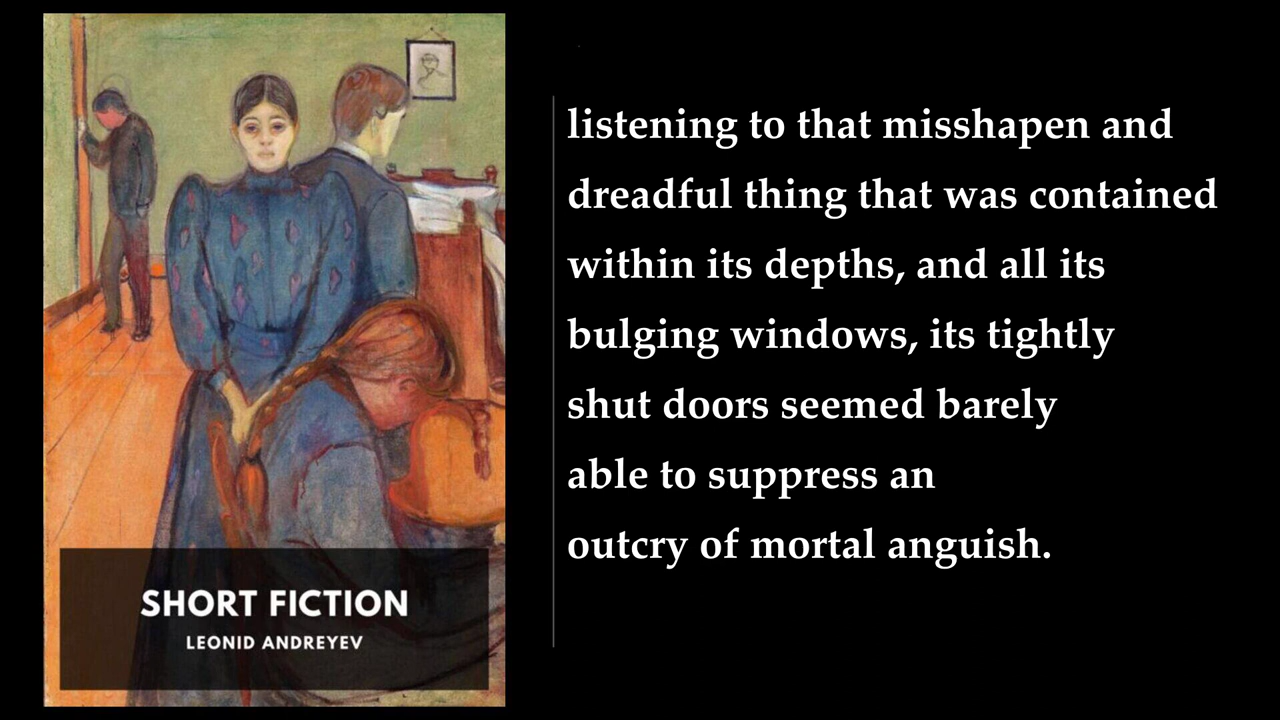 SHORT FICTION
LEONID ANDREYEV
listening to that misshapen and
dreadful thing that was contained
within its depths, and all its
bulging windows, its tightly
shut doors seemed barely
able to suppress an
outcry of mortal anguish.